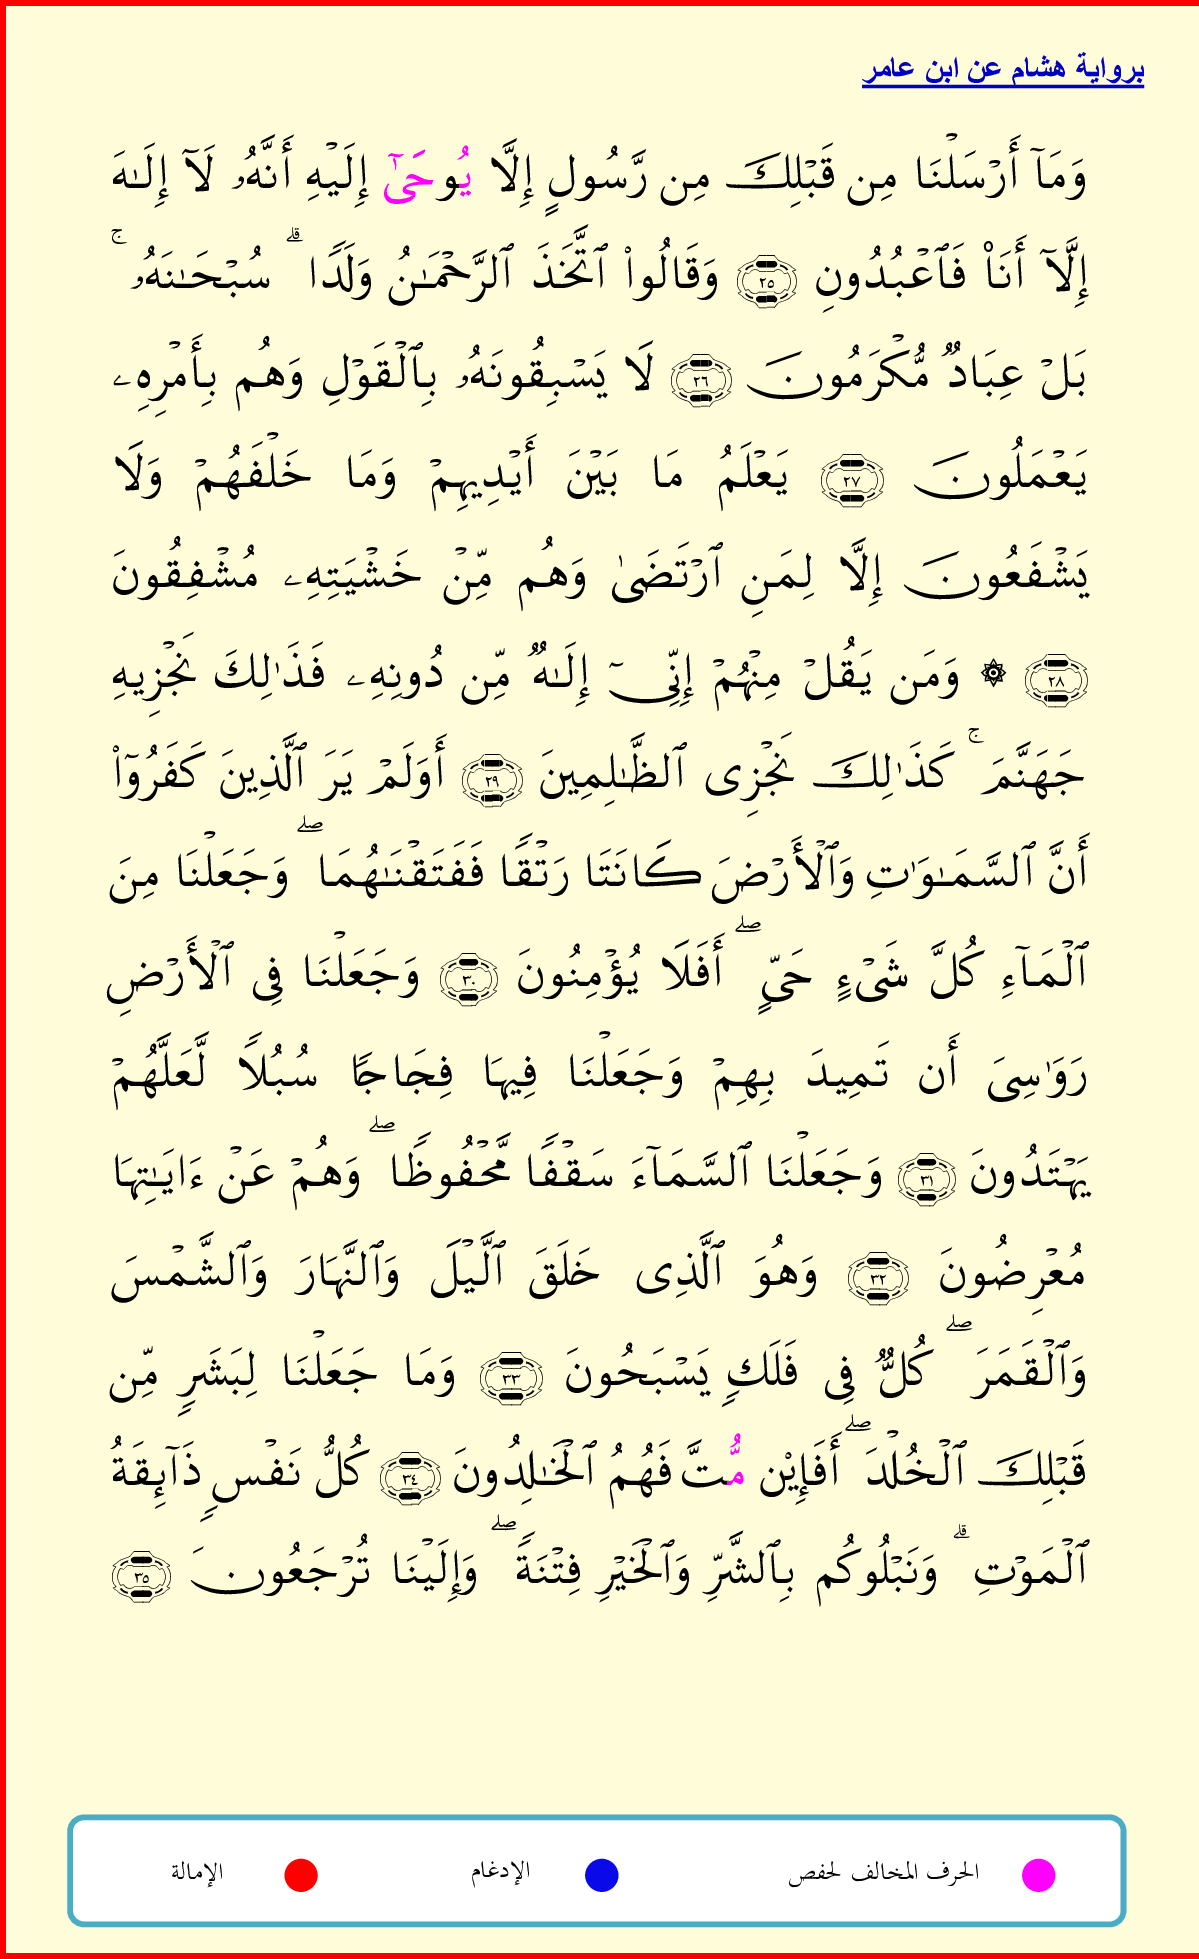 برواية هشام عن ابن عامر
وَمَآ أَرۡسَلۡنَا مِن قَبۡلِكَ مِن رَّسُولٍ إِلَّا يُوحَىٰٓ إِلَيۡهِ أَنَّهُۥ لَآ إِلَٰهَ
إِلَّآ أَنَا۠ فَٱعۡبُدُونِ ٢٥ وَقَالُواْ ٱتَّخَذَ ٱلرَّحۡمَٰنُ وَلَدٗاۗ سُبۡحَٰنَهُۥۚ
بَلۡ عِبَادٞ مُّكۡرَمُونَ ٢٦ لَا يَسۡبِقُونَهُۥ بِٱلۡقَوۡلِ وَهُم بِأَمۡرِهِۦ
يَعۡمَلُونَ ٢٧ يَعۡلَمُ مَا بَيۡنَ أَيۡدِيهِمۡ وَمَا خَلۡفَهُمۡ وَلَا
يَشۡفَعُونَ إِلَّا لِمَنِ ٱرۡتَضَىٰ وَهُم مِّنۡ خَشۡيَتِهِۦ مُشۡفِقُونَ
٢٨ ۞ وَمَن يَقُلۡ مِنۡهُمۡ إِنِّيٓ إِلَٰهٞ مِّن دُونِهِۦ فَذَٰلِكَ نَجۡزِيهِ
جَهَنَّمَۚ كَذَٰلِكَ نَجۡزِي ٱلظَّٰلِمِينَ ٢٩ أَوَلَمۡ يَرَ ٱلَّذِينَ كَفَرُوٓاْ
أَنَّ ٱلسَّمَٰوَٰتِ وَٱلۡأَرۡضَ كَانَتَا رَتۡقٗا فَفَتَقۡنَٰهُمَاۖ وَجَعَلۡنَا مِنَ
ٱلۡمَآءِ كُلَّ شَيۡءٍ حَيٍّۖ أَفَلَا يُؤۡمِنُونَ ٣٠ وَجَعَلۡنَا فِي ٱلۡأَرۡضِ
رَوَٰسِيَ أَن تَمِيدَ بِهِمۡ وَجَعَلۡنَا فِيهَا فِجَاجٗا سُبُلٗا لَّعَلَّهُمۡ
يَهۡتَدُونَ ٣١ وَجَعَلۡنَا ٱلسَّمَآءَ سَقۡفٗا مَّحۡفُوظٗاۖ وَهُمۡ عَنۡ ءَايَٰتِهَا
مُعۡرِضُونَ ٣٢ وَهُوَ ٱلَّذِي خَلَقَ ٱلَّيۡلَ وَٱلنَّهَارَ وَٱلشَّمۡسَ
وَٱلۡقَمَرَۖ كُلّٞ فِي فَلَكٖ يَسۡبَحُونَ ٣٣ وَمَا جَعَلۡنَا لِبَشَرٖ مِّن
قَبۡلِكَ ٱلۡخُلۡدَۖ أَفَإِيْن مُّتَّ فَهُمُ ٱلۡخَٰلِدُونَ ٣٤ كُلُّ نَفۡسٖ ذَآئِقَةُ
ٱلۡمَوۡتِۗ وَنَبۡلُوكُم بِٱلشَّرِّ وَٱلۡخَيۡرِ فِتۡنَةٗۖ وَإِلَيۡنَا تُرۡجَعُونَ ٣٥
الحرف المخالف لحفص الإدغام الإمالة